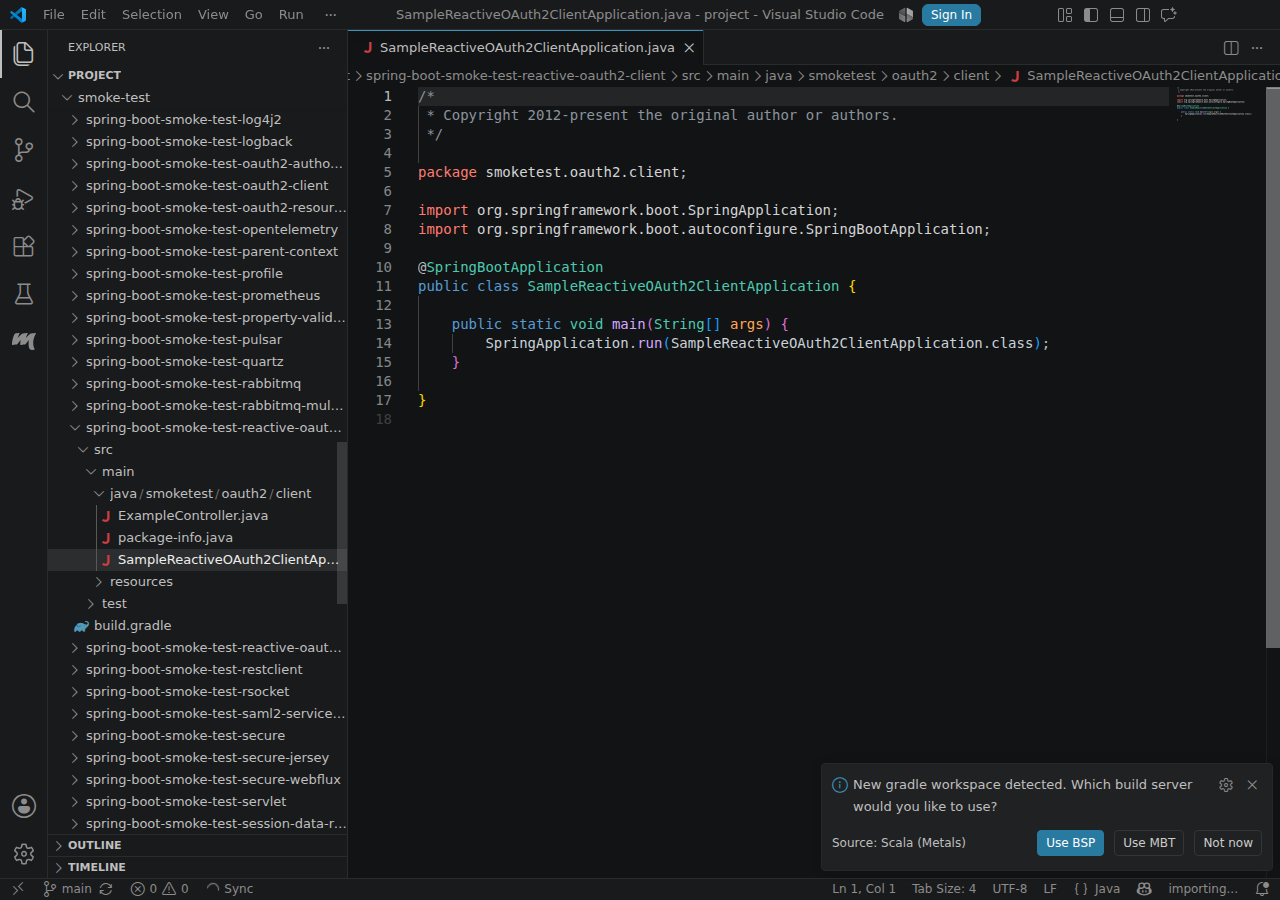 File Edit Selection View Go Run ···
SampleReactiveOAuth2ClientApplication.java - project - Visual Studio Code
Sign In
EXPLORER
PROJECT
smoke-test
spring-boot-smoke-test-log4j2
spring-boot-smoke-test-logback
spring-boot-smoke-test-oauth2-autho...
spring-boot-smoke-test-oauth2-client
spring-boot-smoke-test-oauth2-resour...
spring-boot-smoke-test-opentelemetry
spring-boot-smoke-test-parent-context
spring-boot-smoke-test-profile
spring-boot-smoke-test-prometheus
spring-boot-smoke-test-property-valid...
spring-boot-smoke-test-pulsar
spring-boot-smoke-test-quartz
spring-boot-smoke-test-rabbitmq
spring-boot-smoke-test-rabbitmq-mul...
spring-boot-smoke-test-reactive-oaut...
src
main
java/smoketest/oauth2/client
ExampleController.java
package-info.java
SampleReactiveOAuth2ClientAp...
resources
test
build.gradle
spring-boot-smoke-test-reactive-oaut...
spring-boot-smoke-test-restclient
spring-boot-smoke-test-rsocket
spring-boot-smoke-test-saml2-service...
spring-boot-smoke-test-secure
spring-boot-smoke-test-secure-jersey
spring-boot-smoke-test-secure-webflux
spring-boot-smoke-test-servlet
spring-boot-smoke-test-session-data-r...
OUTLINE
TIMELINE
SampleReactiveOAuth2ClientApplication.java
spring-boot-smoke-test-reactive-oauth2-client > src > main > java > smoketest > oauth2 > client > SampleReactiveOAuth2ClientApplicatio
1 /*
2 * Copyright 2012-present the original author or authors.
3 */
4
5 package smoketest.oauth2.client;
6
7 import org.springframework.boot.SpringApplication;
8 import org.springframework.boot.autoconfigure.SpringBootApplication;
9
10 @SpringBootApplication
11 public class SampleReactiveOAuth2ClientApplication {
12
13 public static void main(String[] args) {
14 SpringApplication.run(SampleReactiveOAuth2ClientApplication.class);
15 }
16
17 }
18
New gradle workspace detected. Which build server
would you like to use?
Source: Scala (Metals)
Use BSP
Use MBT
Not now
main 0 0 Sync
Ln 1, Col 1 Tab Size: 4 UTF-8 LF {} Java importing...